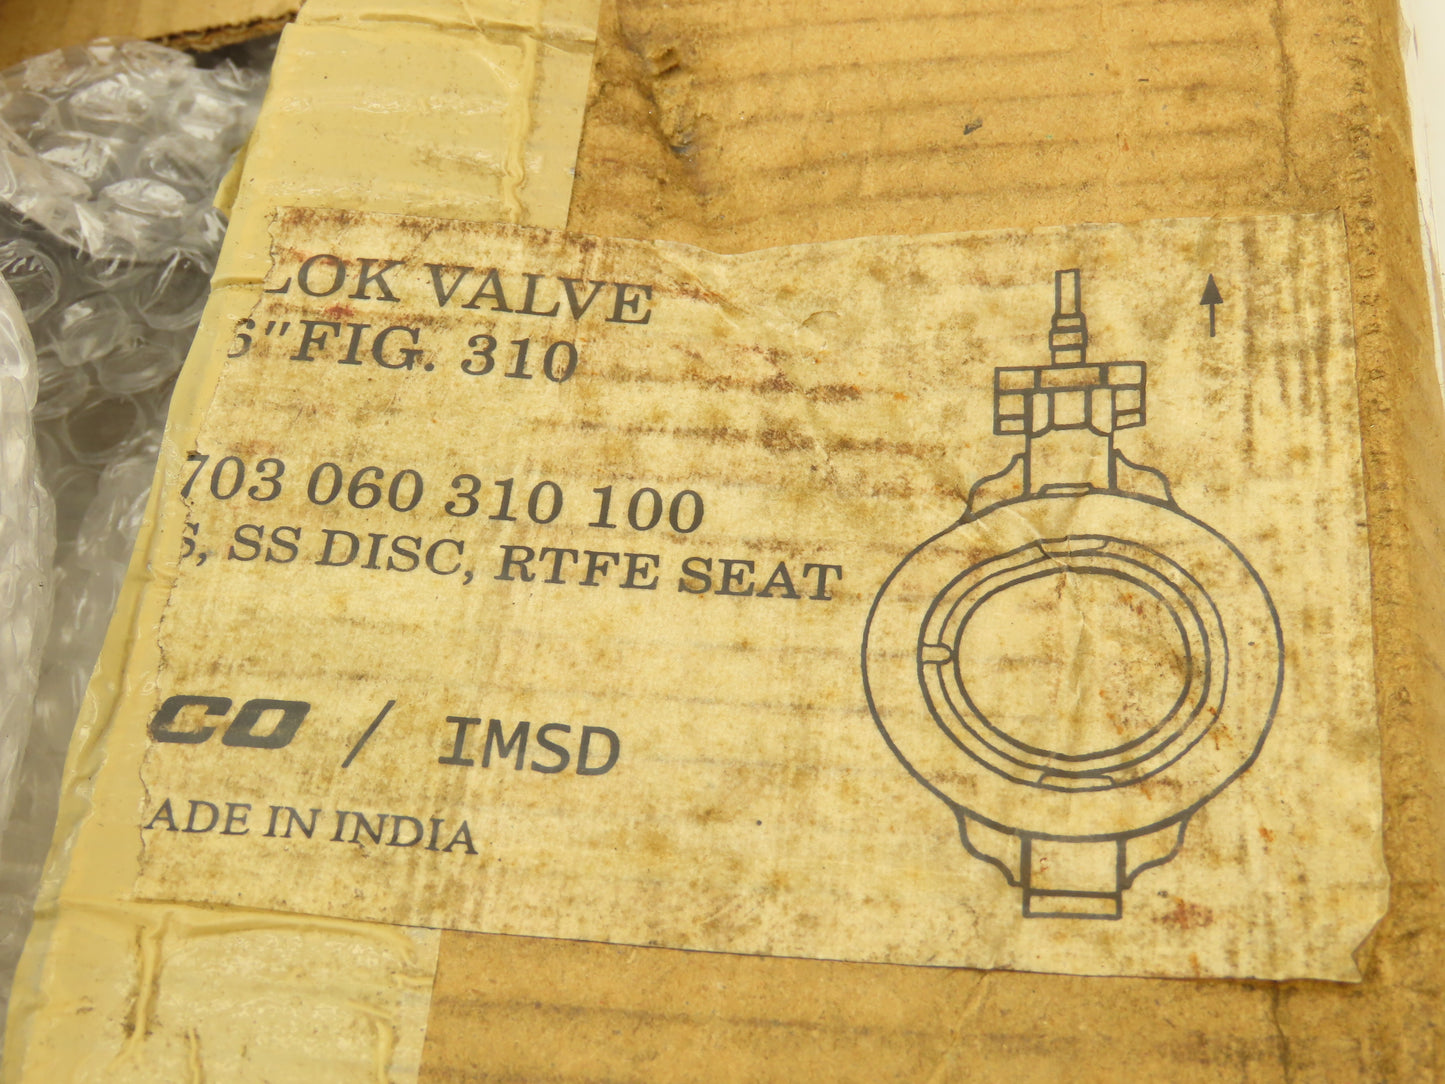 LOK VALVE
6" FIG. 310
703 060 310 100
S, SS DISC, RTFE SEAT
CO / IMSD
ADE IN INDIA